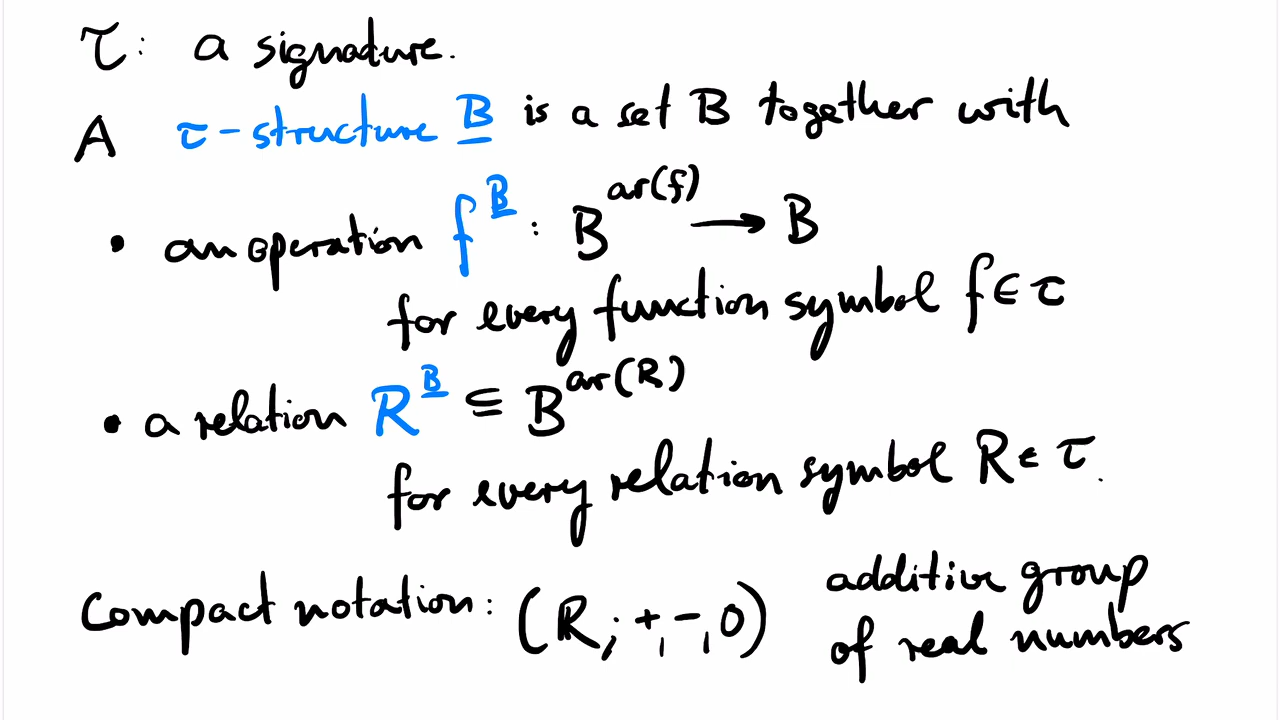 τ: a signature.
A τ-structure B̲ is a set B together with
• an operation f^B̲ : B^ar(f) → B
for every function symbol f ∈ τ
• a relation R^B̲ ⊆ B^ar(R)
for every relation symbol R ∈ τ.
Compact notation: (ℝ; +, -, 0) additive group
of real numbers